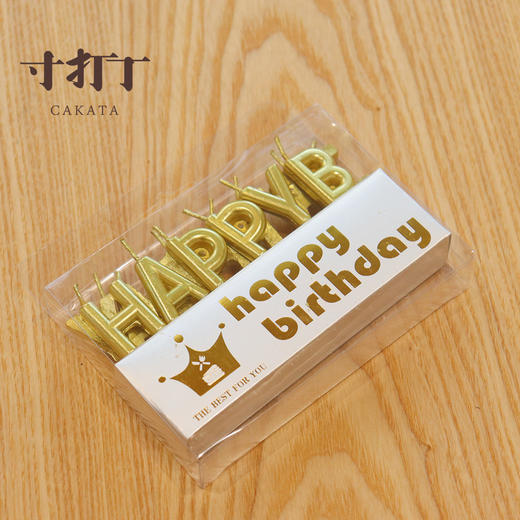 寸打丁
CAKATA
HAPPYB
happy
birthday
THE BEST FOR YOU